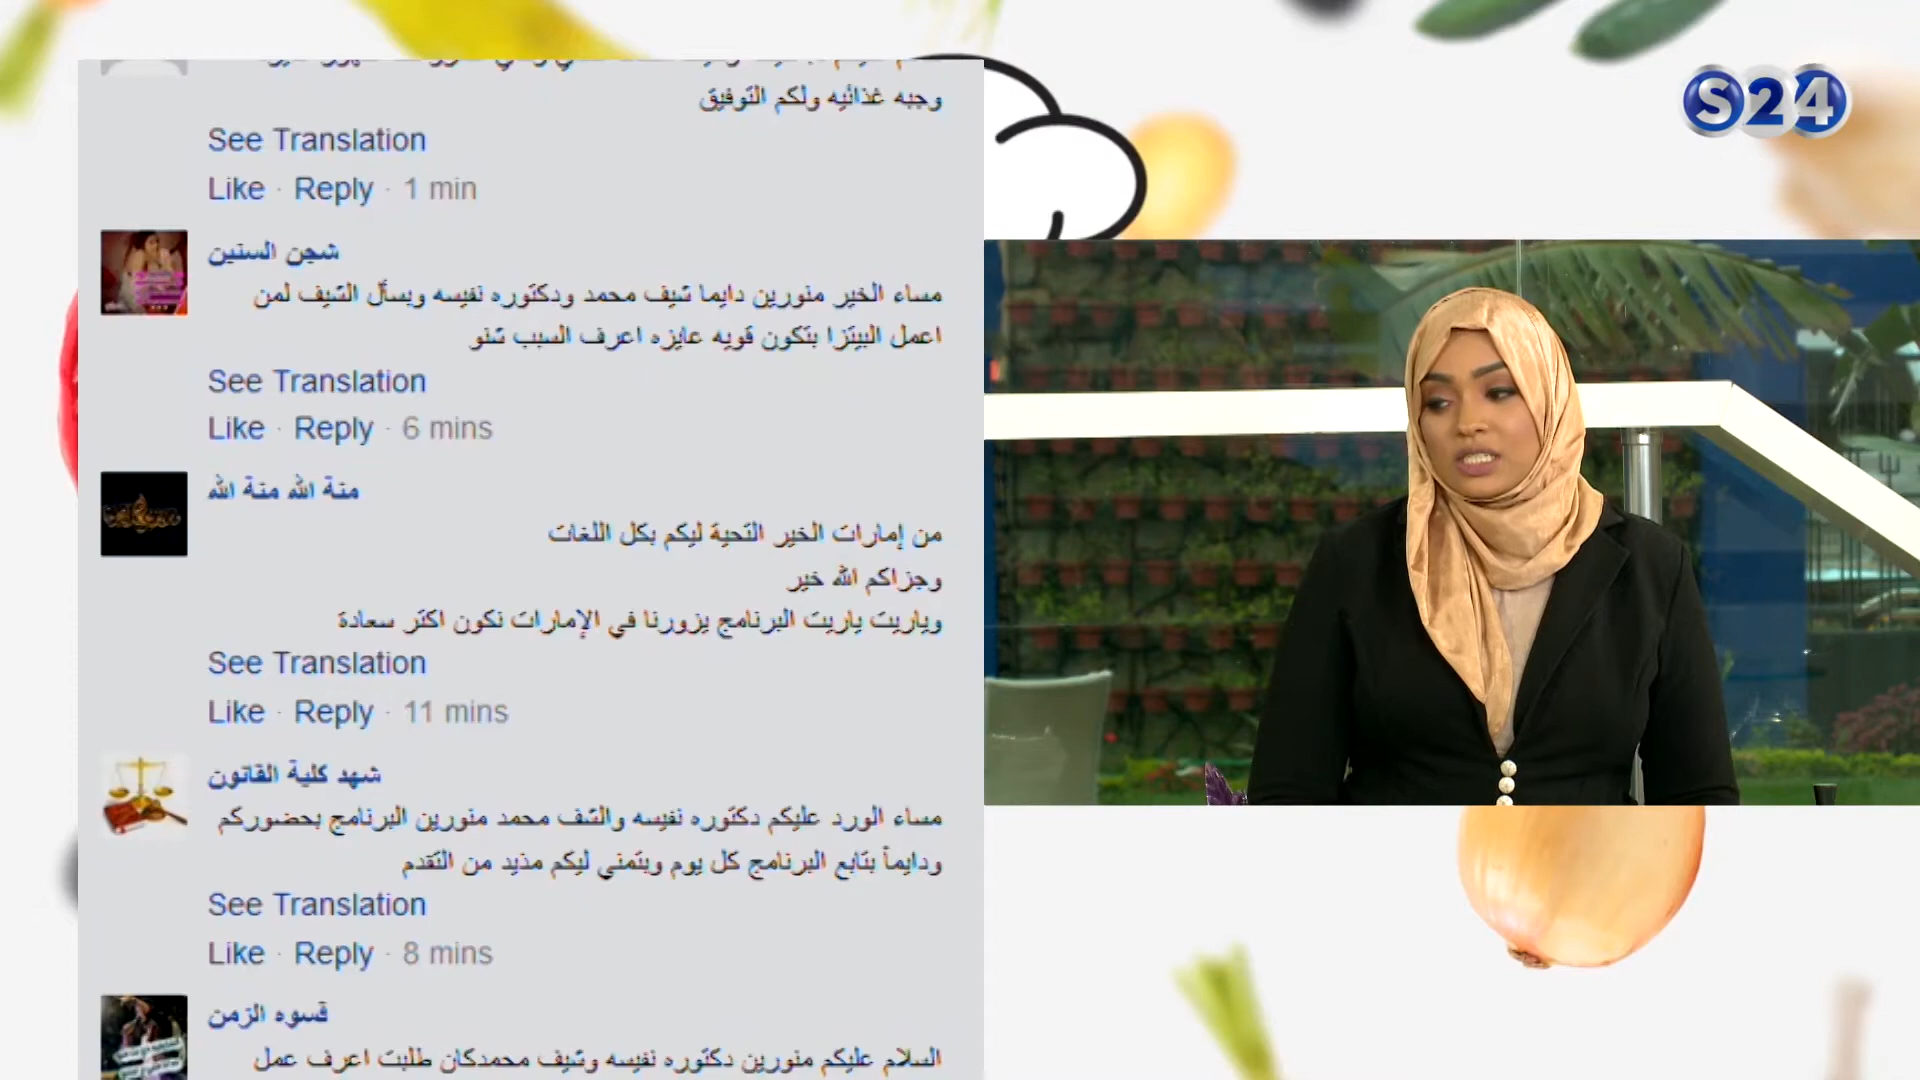 S24
وجبه غذائيه ولكم التوفيق
See Translation
Like · Reply · 1 min
شجن السنين
مساء الخير منورين دايما شيف محمد ودكتوره نفيسه وبسأل الشيف لمن
اعمل البيتزا بتكون قويه عايزه اعرف السبب شنو
See Translation
Like · Reply · 6 mins
منة الله منة الله
من إمارات الخير التحية ليكم بكل اللغات
وجزاكم الله خير
وياريت ياريت البرنامج يزورنا في الإمارات نكون اكتر سعادة
See Translation
Like · Reply · 11 mins
شهد كلية القانون
مساء الورد عليكم دكتوره نفيسه والشف محمد منورين البرنامج بحضوركم
ودايماً بتابع البرنامج كل يوم وبتمني ليكم مذيد من التقدم
See Translation
Like · Reply · 8 mins
قسوه الزمن
السلام عليكم منورين دكتوره نفيسه وشيف محمدكان طلبت اعرف عمل